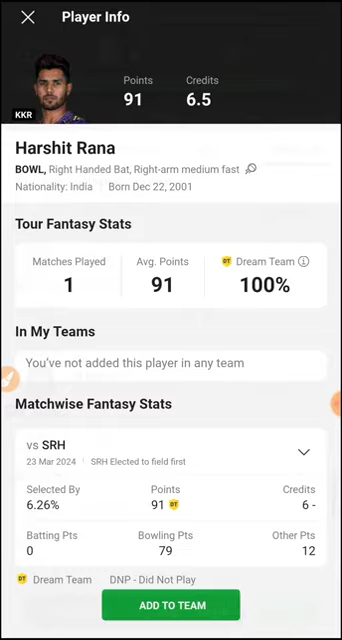 Player Info
Points Credits
91 6.5
KKR
Harshit Rana
BOWL, Right Handed Bat, Right-arm medium fast
Nationality: India Born Dec 22, 2001
Tour Fantasy Stats
Matches Played Avg. Points DT Dream Team
1 91 100%
In My Teams
You've not added this player in any team
Matchwise Fantasy Stats
vs SRH
23 Mar 2024 SRH Elected to field first
Selected By Points Credits
6.26% 91 DT 6 -
Batting Pts Bowling Pts Other Pts
0 79 12
DT Dream Team DNP - Did Not Play
ADD TO TEAM